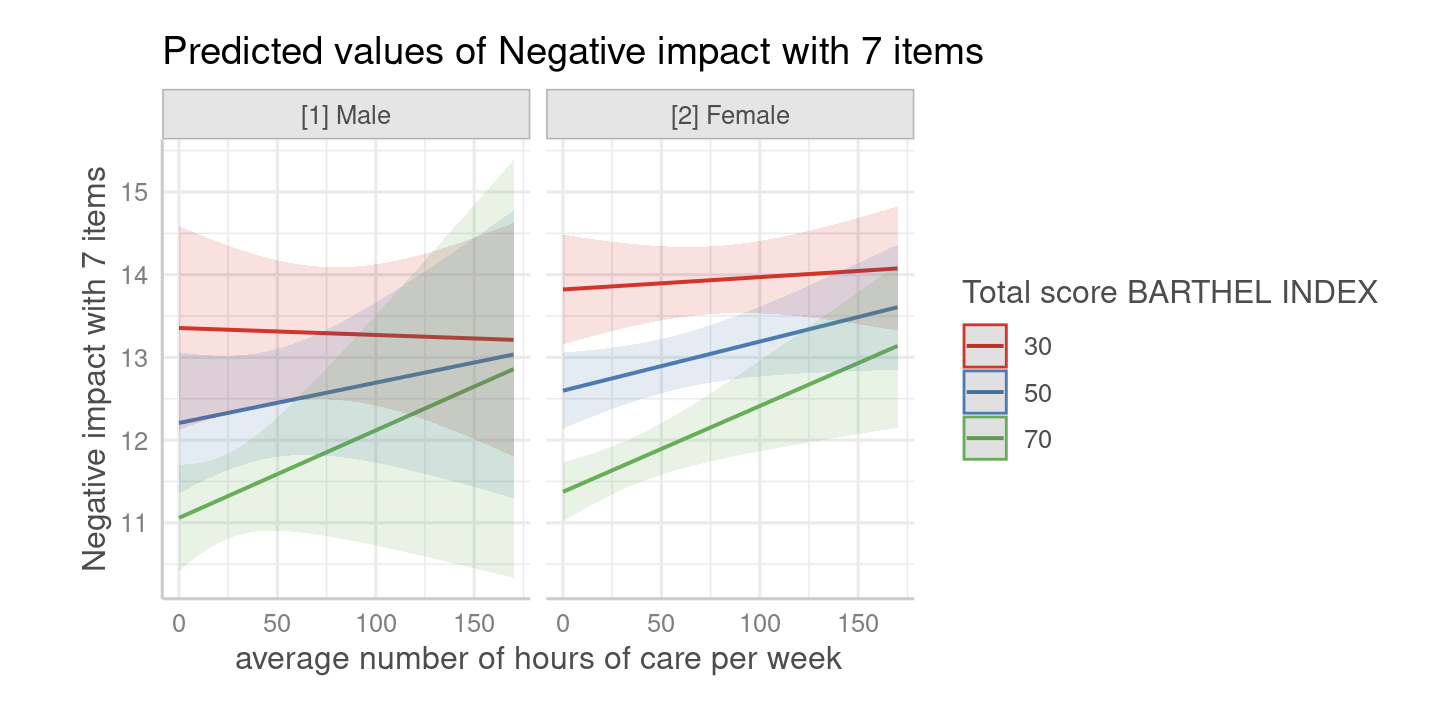 Predicted values of Negative impact with 7 items
[1] Male
[2] Female
Negative impact with 7 items
15
14
13
12
11
0 50 100 150
0 50 100 150
average number of hours of care per week
Total score BARTHEL INDEX
30
50
70